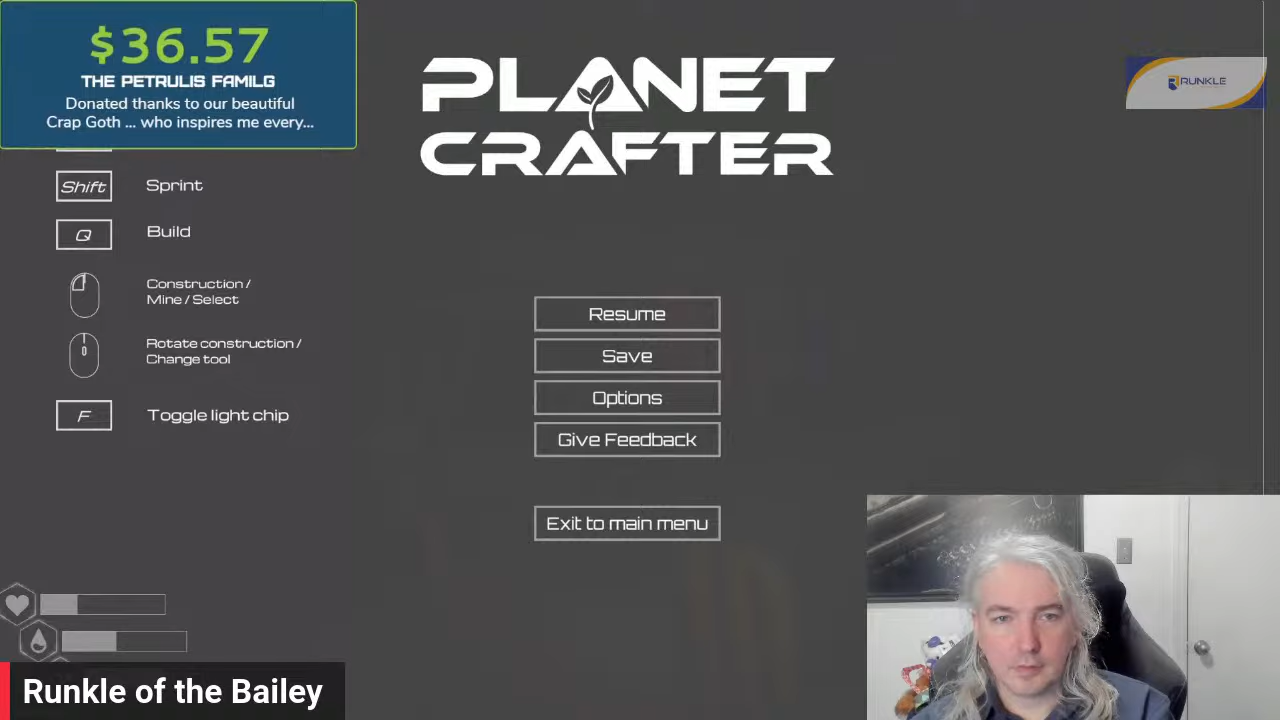 $36.57
THE PETRULIS FAMILG
Donated thanks to our beautiful
Crap Goth ... who inspires me every...
PLANET
CRAFTER
RUNKLE
Shift Sprint
Q Build
Construction /
Mine / Select
Rotate construction /
Change tool
F Toggle light chip
Resume
Save
Options
Give Feedback
Exit to main menu
Runkle of the Bailey